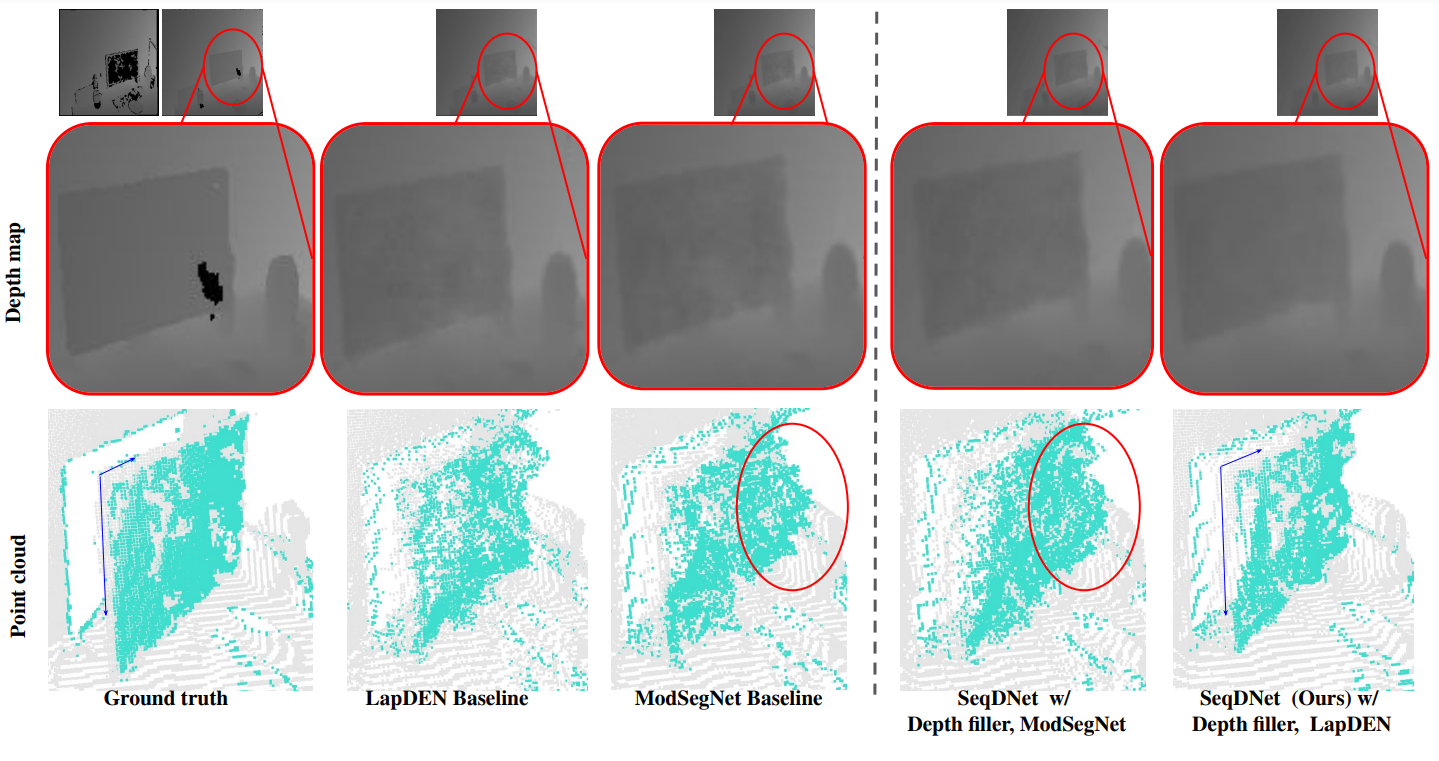 Depth map
Point cloud
Ground truth
LapDEN Baseline
ModSegNet Baseline
SeqDNet w/
Depth filler, ModSegNet
SeqDNet (Ours) w/
Depth filler, LapDEN